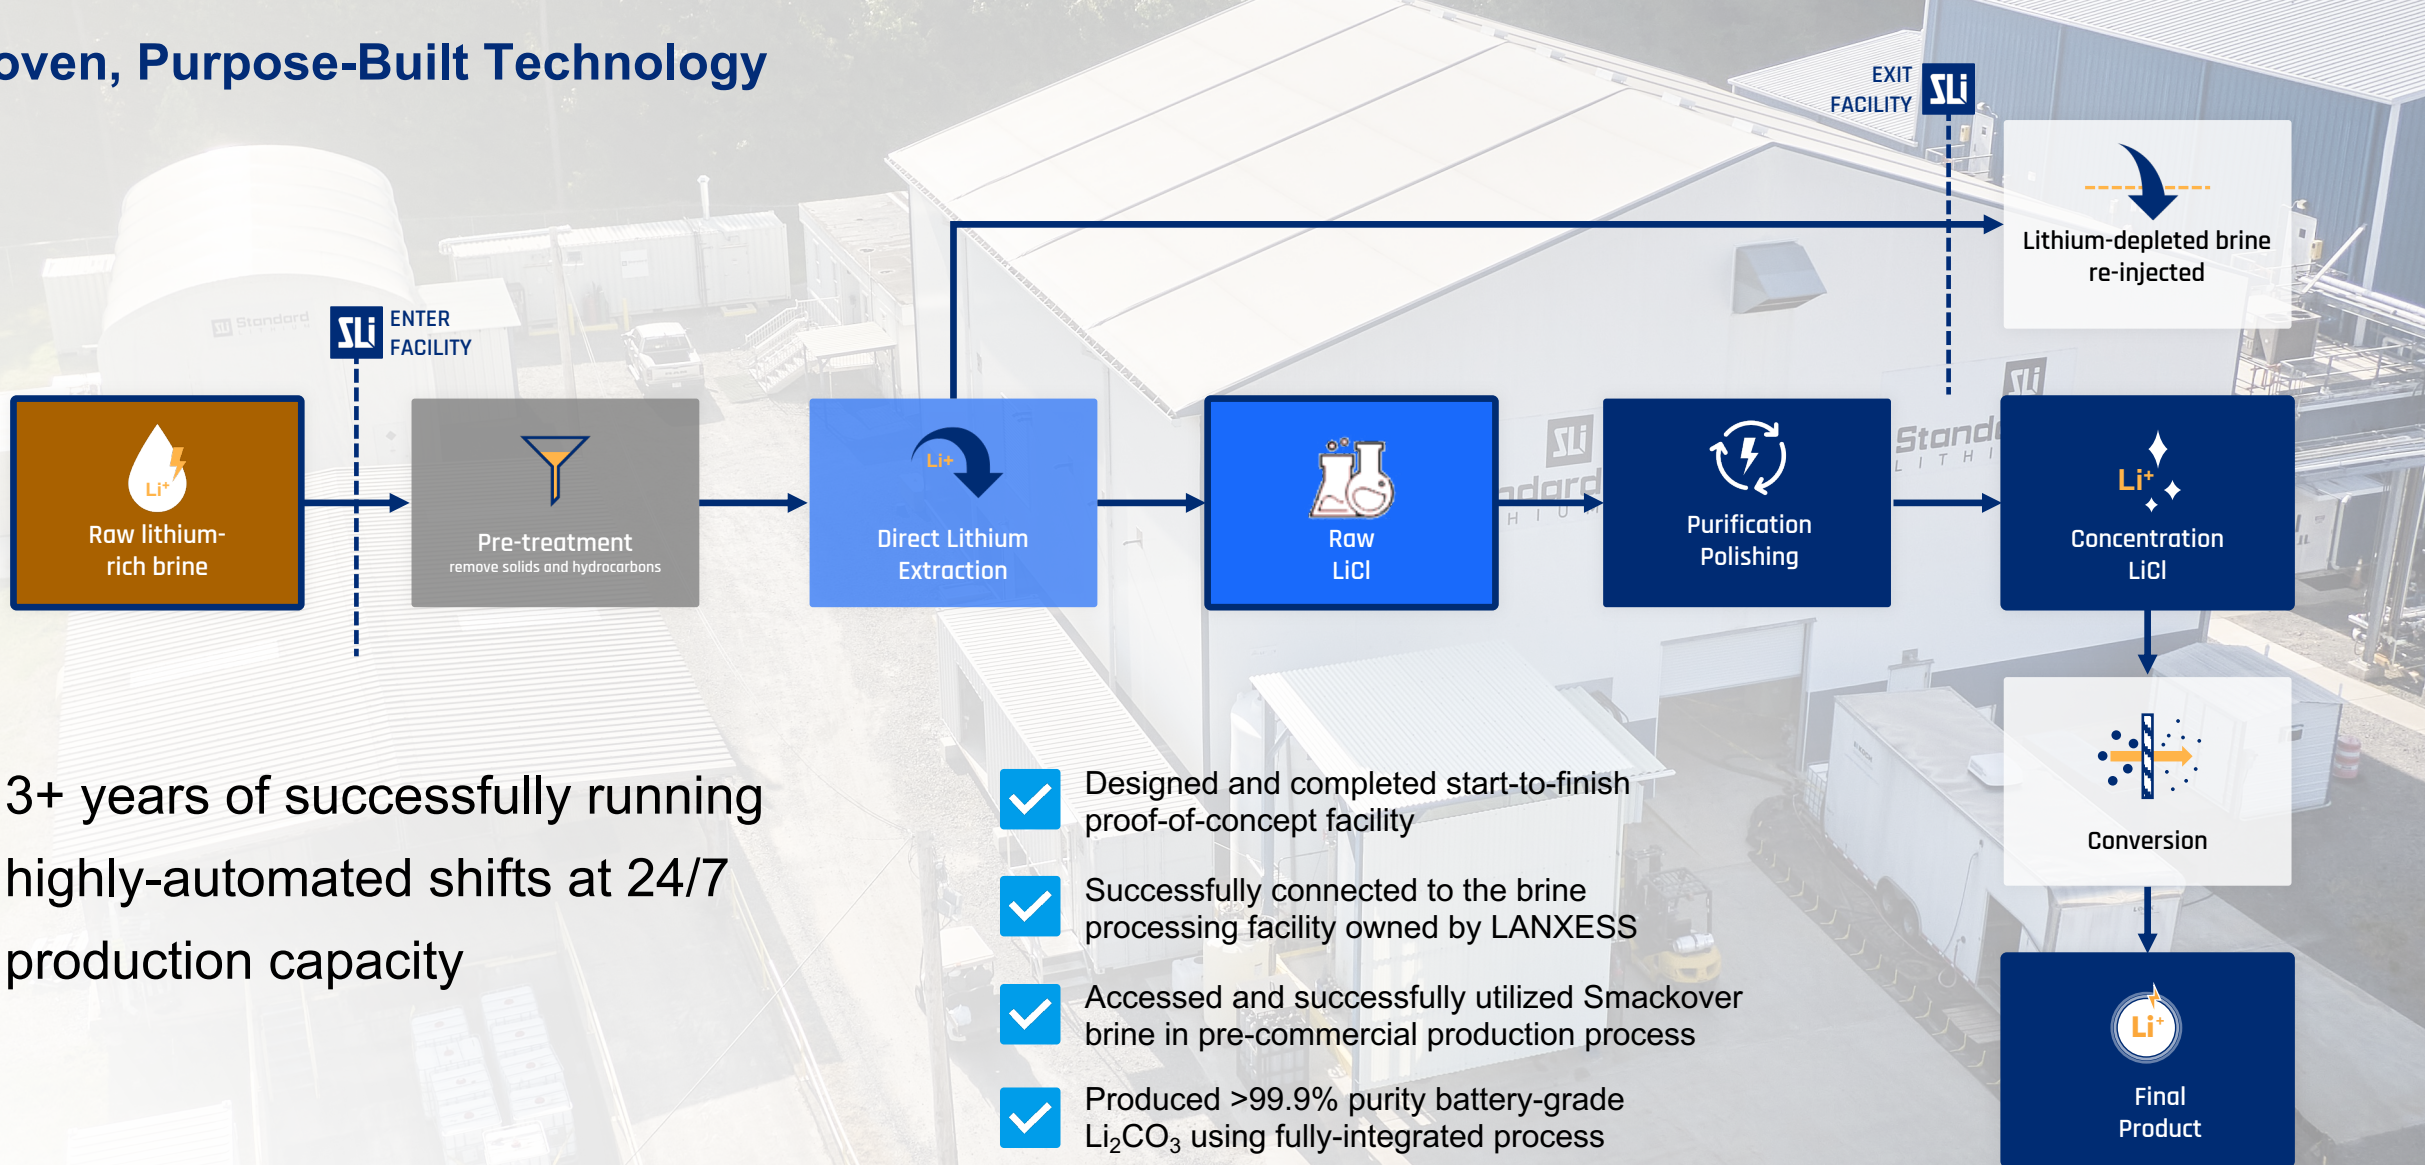 oven, Purpose-Built Technology
EXIT
FACILITY
SLi
Lithium-depleted brine
re-injected
Standard
SLi
ENTER
FACILITY
SLi
SLi
Standard
LITHIUM
Li+
Raw lithium-
rich brine
Pre-treatment
remove solids and hydrocarbons
Li+
Direct Lithium
Extraction
Raw
LiCl
Purification
Polishing
Li+
Concentration
LiCl
Conversion
Li+
Final
Product
3+ years of successfully running
highly-automated shifts at 24/7
production capacity
Designed and completed start-to-finish
proof-of-concept facility
Successfully connected to the brine
processing facility owned by LANXESS
Accessed and successfully utilized Smackover
brine in pre-commercial production process
Produced >99.9% purity battery-grade
Li₂CO₃ using fully-integrated process